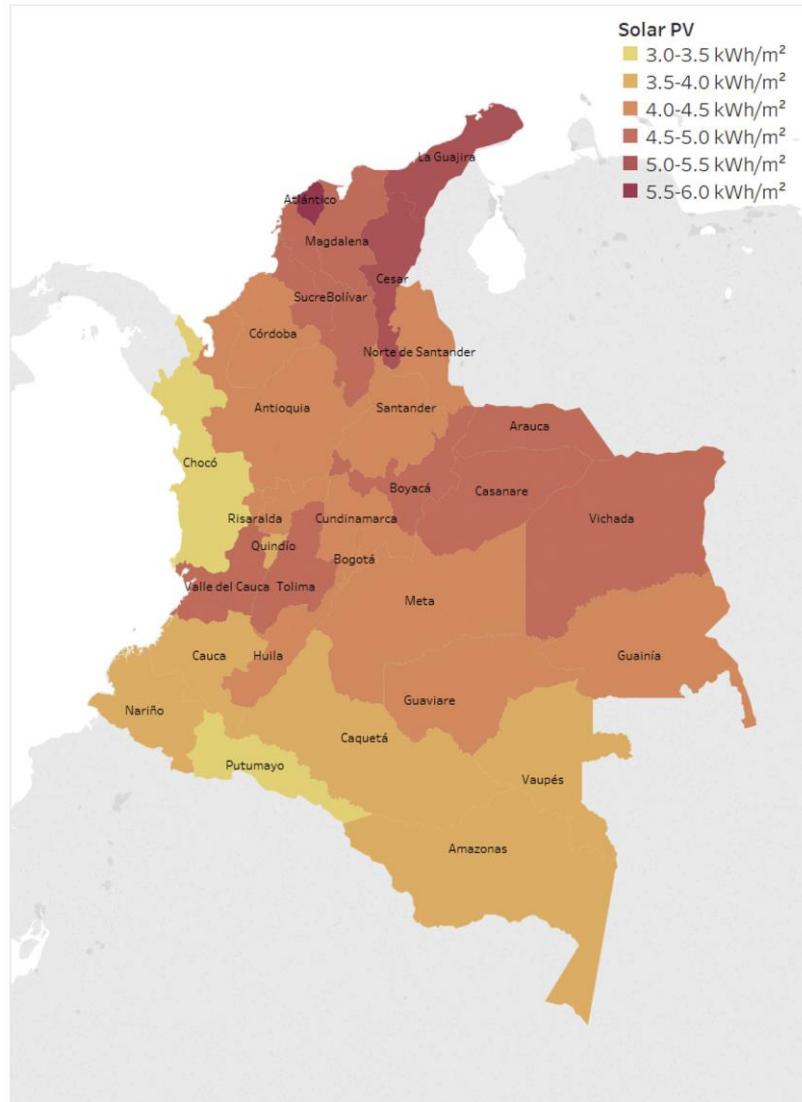 Solar PV
3.0-3.5 kWh/m²
3.5-4.0 kWh/m²
4.0-4.5 kWh/m²
4.5-5.0 kWh/m²
5.0-5.5 kWh/m²
5.5-6.0 kWh/m²
La Guajira
Atlántico
Magdalena
Cesar
Sucre
Bolívar
Córdoba
Norte de Santander
Antioquia
Santander
Arauca
Chocó
Boyacá
Casanare
Risaralda
Cundinamarca
Vichada
Quindío
Bogotá
Valle del Cauca
Tolima
Meta
Cauca
Huila
Guainía
Guaviare
Nariño
Caquetá
Putumayo
Vaupés
Amazonas